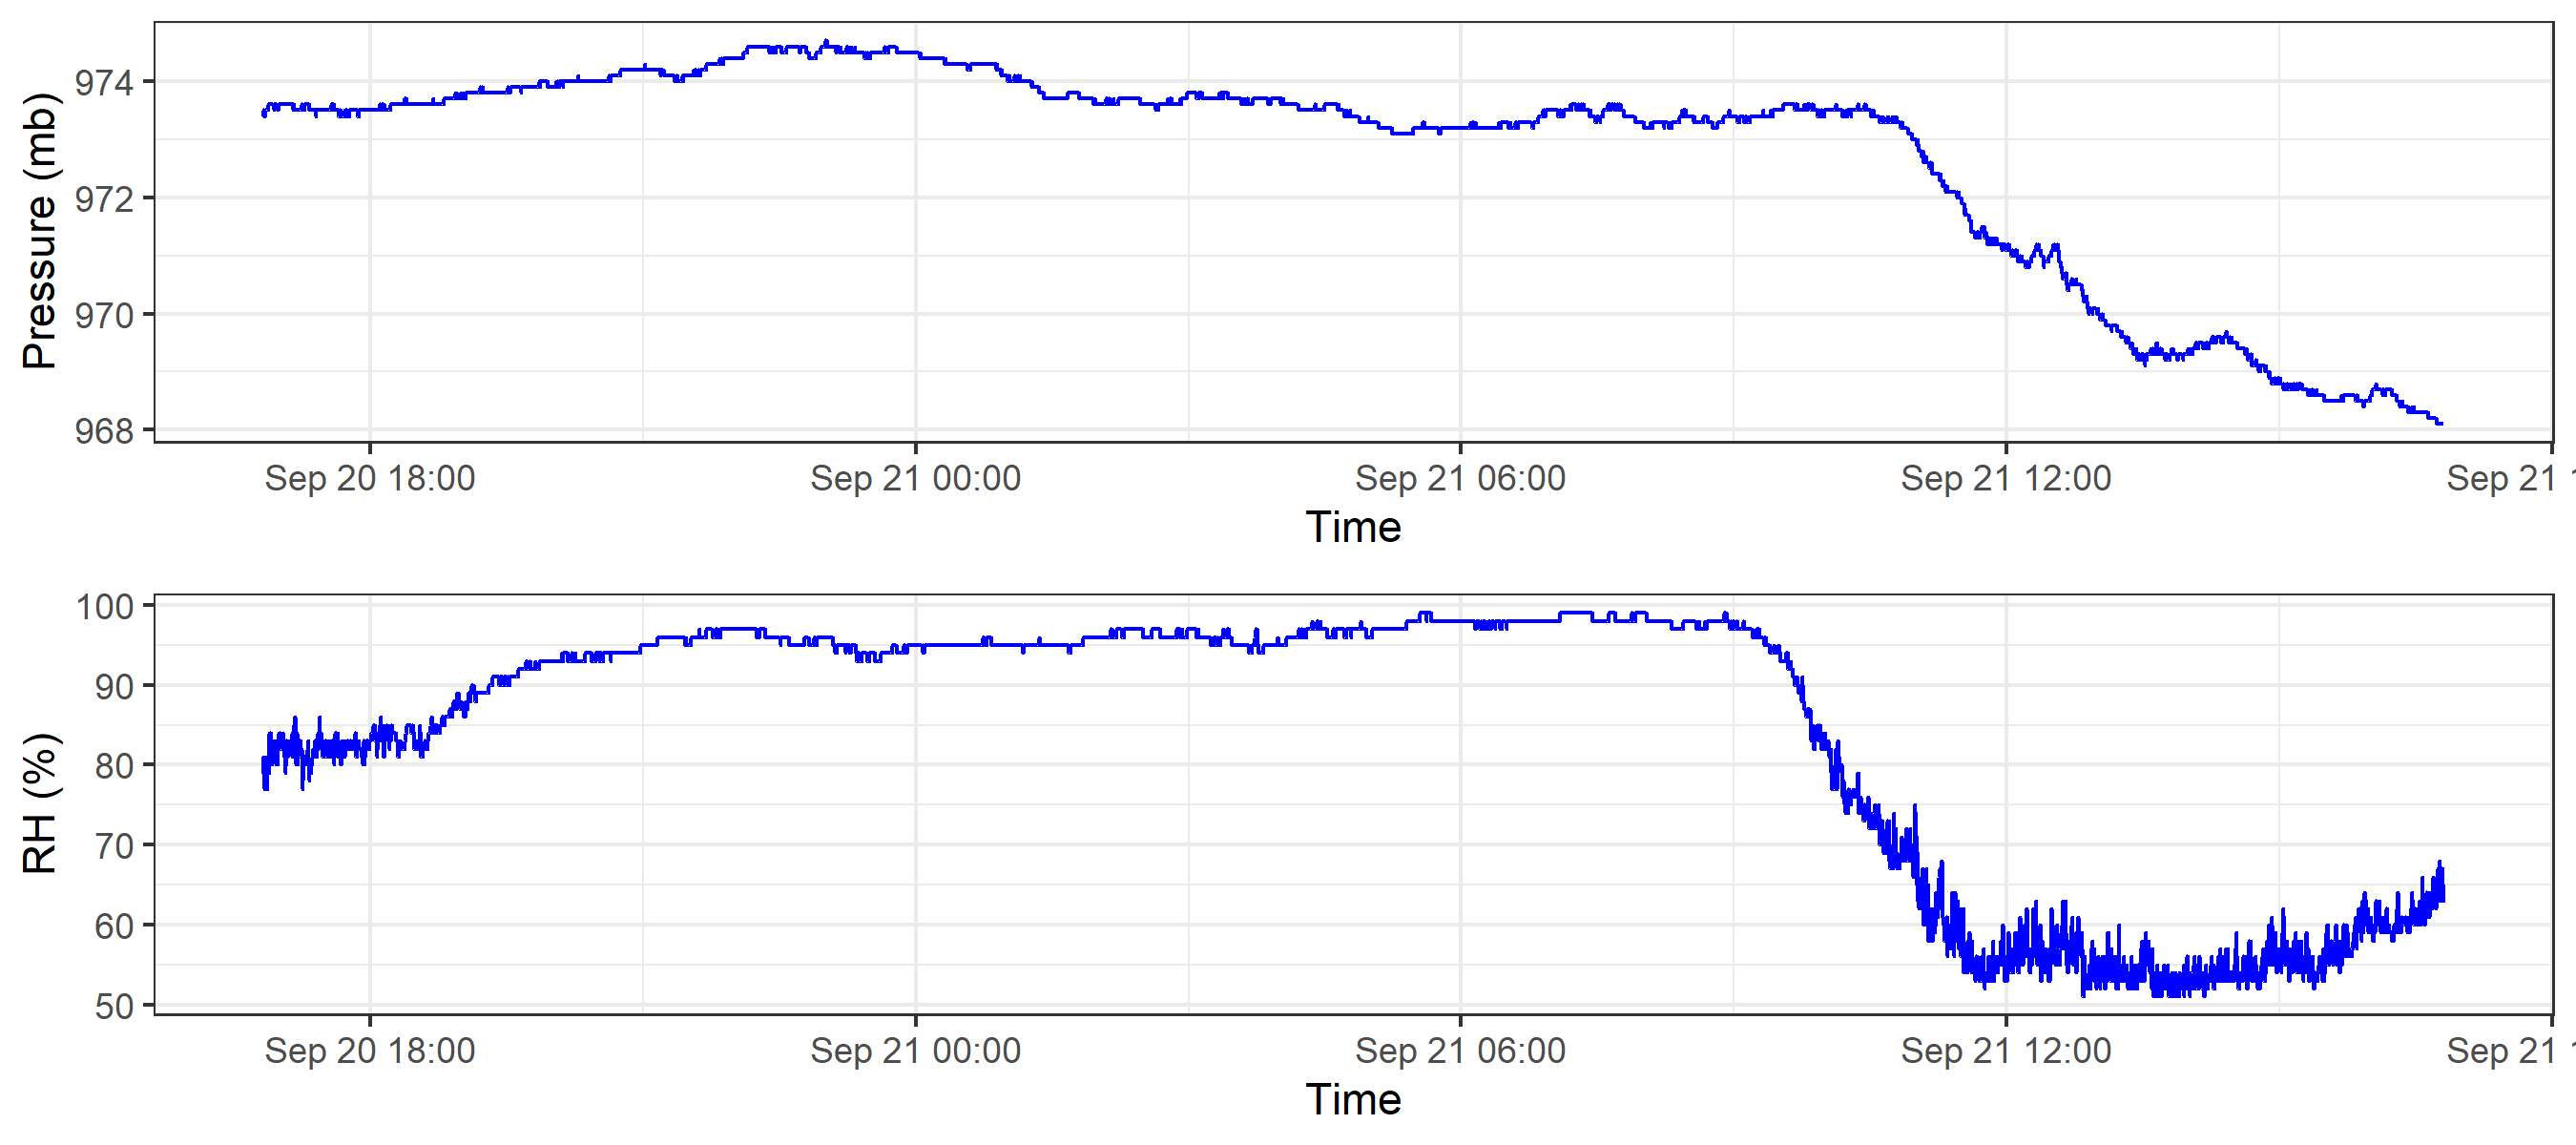 Pressure (mb)
974
972
970
968
Sep 20 18:00
Sep 21 00:00
Sep 21 06:00
Sep 21 12:00
Sep 21
Time
RH (%)
100
90
80
70
60
50
Sep 20 18:00
Sep 21 00:00
Sep 21 06:00
Sep 21 12:00
Sep 21
Time